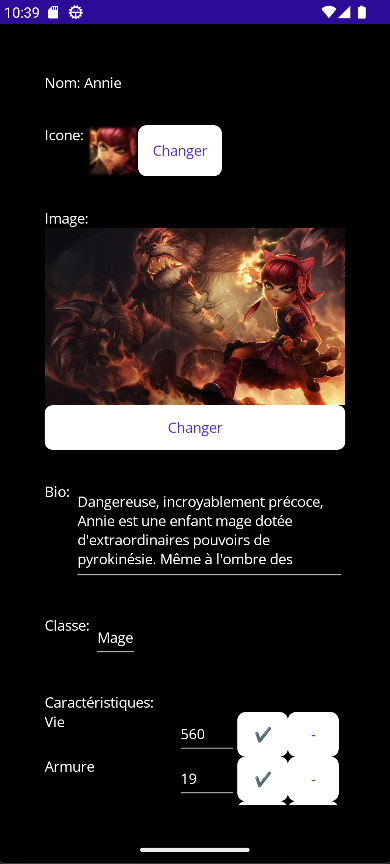 10:39
Nom: Annie
Icone:
Changer
Image:
Changer
Bio:
Dangereuse, incroyablement précoce,
Annie est une enfant mage dotée
d'extraordinaires pouvoirs de
pyrokinésie. Même à l'ombre des
Classe:
Mage
Caractéristiques:
Vie
560
✔ -
Armure
19
✔ -